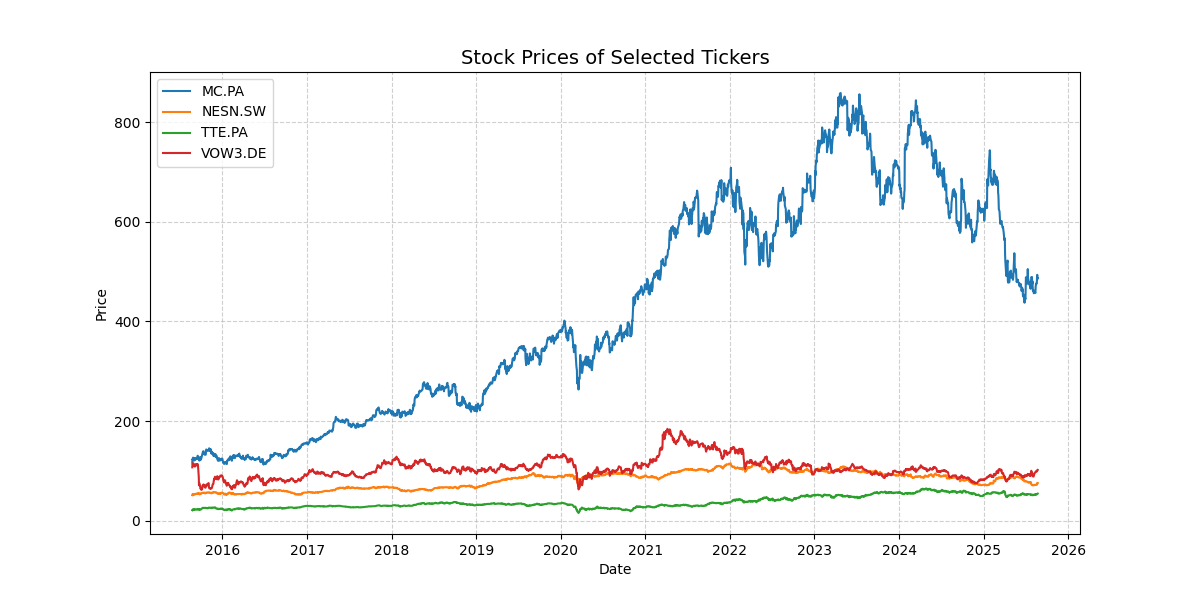 Stock Prices of Selected Tickers
MC.PA
NESN.SW
TTE.PA
VOW3.DE
800
600
400
200
0
Price
2016 2017 2018 2019 2020 2021 2022 2023 2024 2025 2026
Date